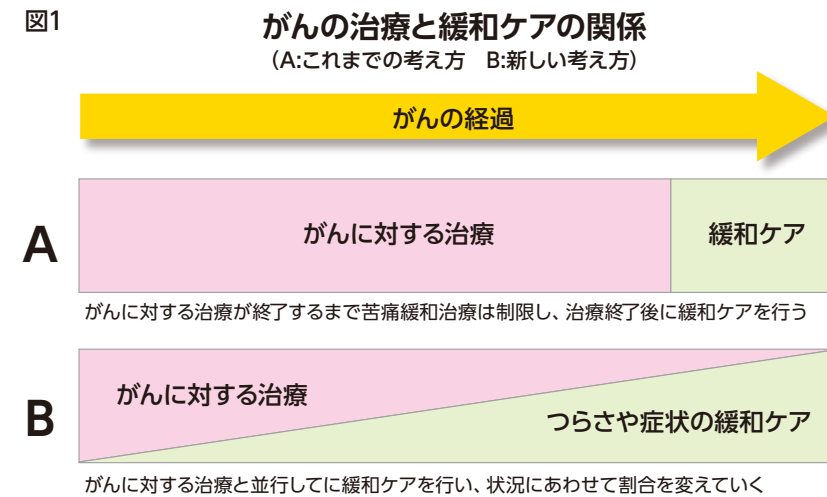 図1
がんの治療と緩和ケアの関係
(A:これまでの考え方 B:新しい考え方)
がんの経過
A
がんに対する治療
緩和ケア
がんに対する治療が終了するまで苦痛緩和治療は制限し、治療終了後に緩和ケアを行う
B
がんに対する治療
つらさや症状の緩和ケア
がんに対する治療と並行してに緩和ケアを行い、状況にあわせて割合を変えていく